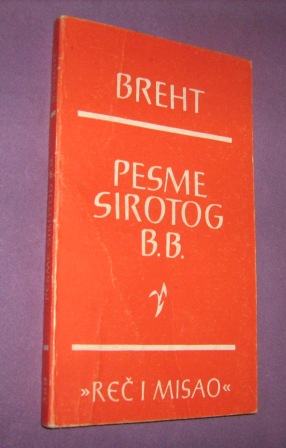 BREHT
PESME
SIROTOG
B.B.
»REČ I MISAO«